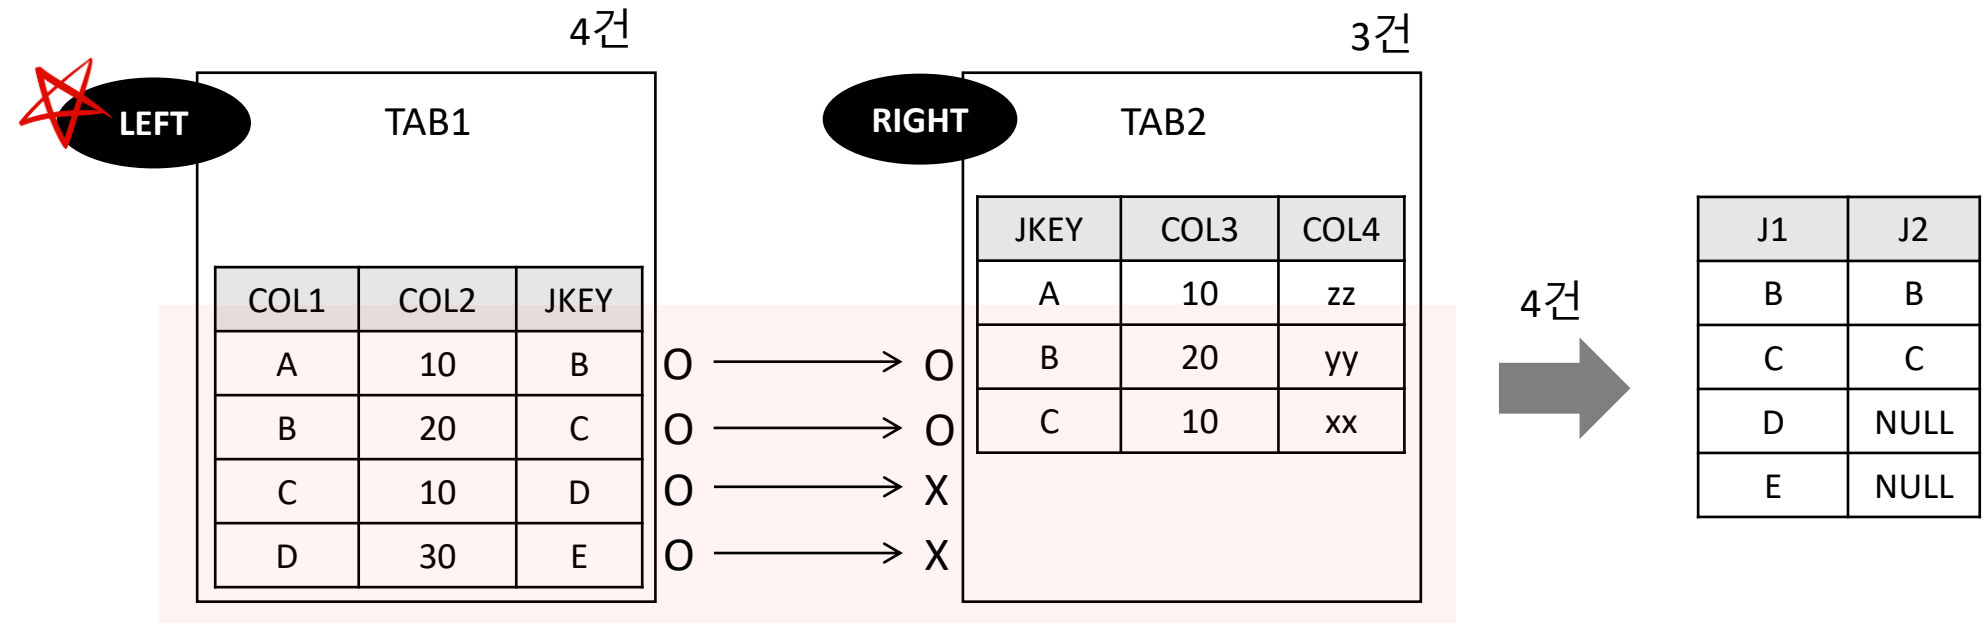 4건
3건
LEFT
TAB1
RIGHT
TAB2
COL1 COL2 JKEY
A 10 B
B 20 C
C 10 D
D 30 E
O O
O O
O X
O X
JKEY COL3 COL4
A 10 zz
B 20 yy
C 10 xx
4건
J1 J2
B B
C C
D NULL
E NULL